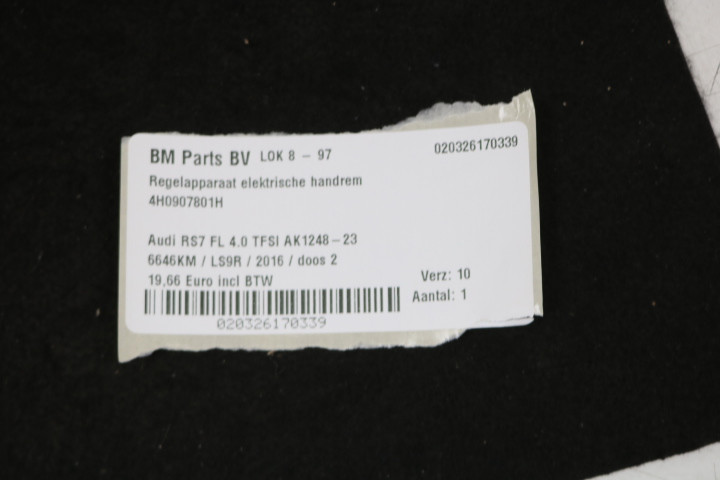 BM Parts BV LOK 8 - 97 020326170339
Regelapparaat elektrische handrem
4H0907801H
Audi RS7 FL 4.0 TFSI AK1248-23
6646KM / LS9R / 2016 / doos 2
19,66 Euro incl BTW Verz: 10
Aantal: 1
020326170339